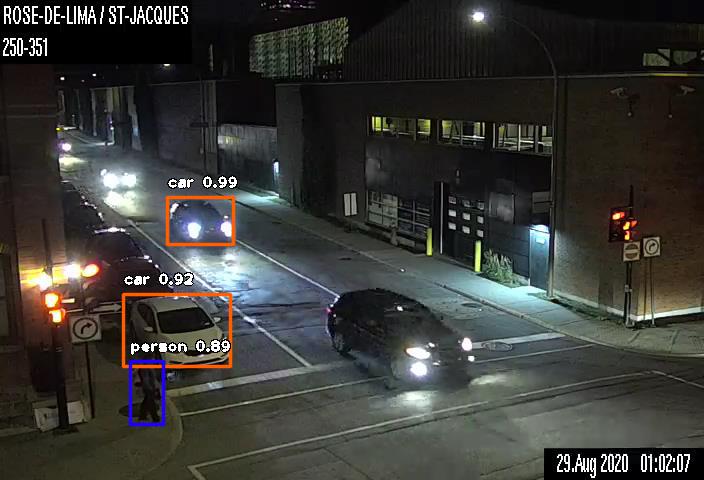 ROSE-DE-LIMA / ST-JACQUES
250-351
car 0.99
car 0.92
person 0.89
29.Aug 2020 01:02:07